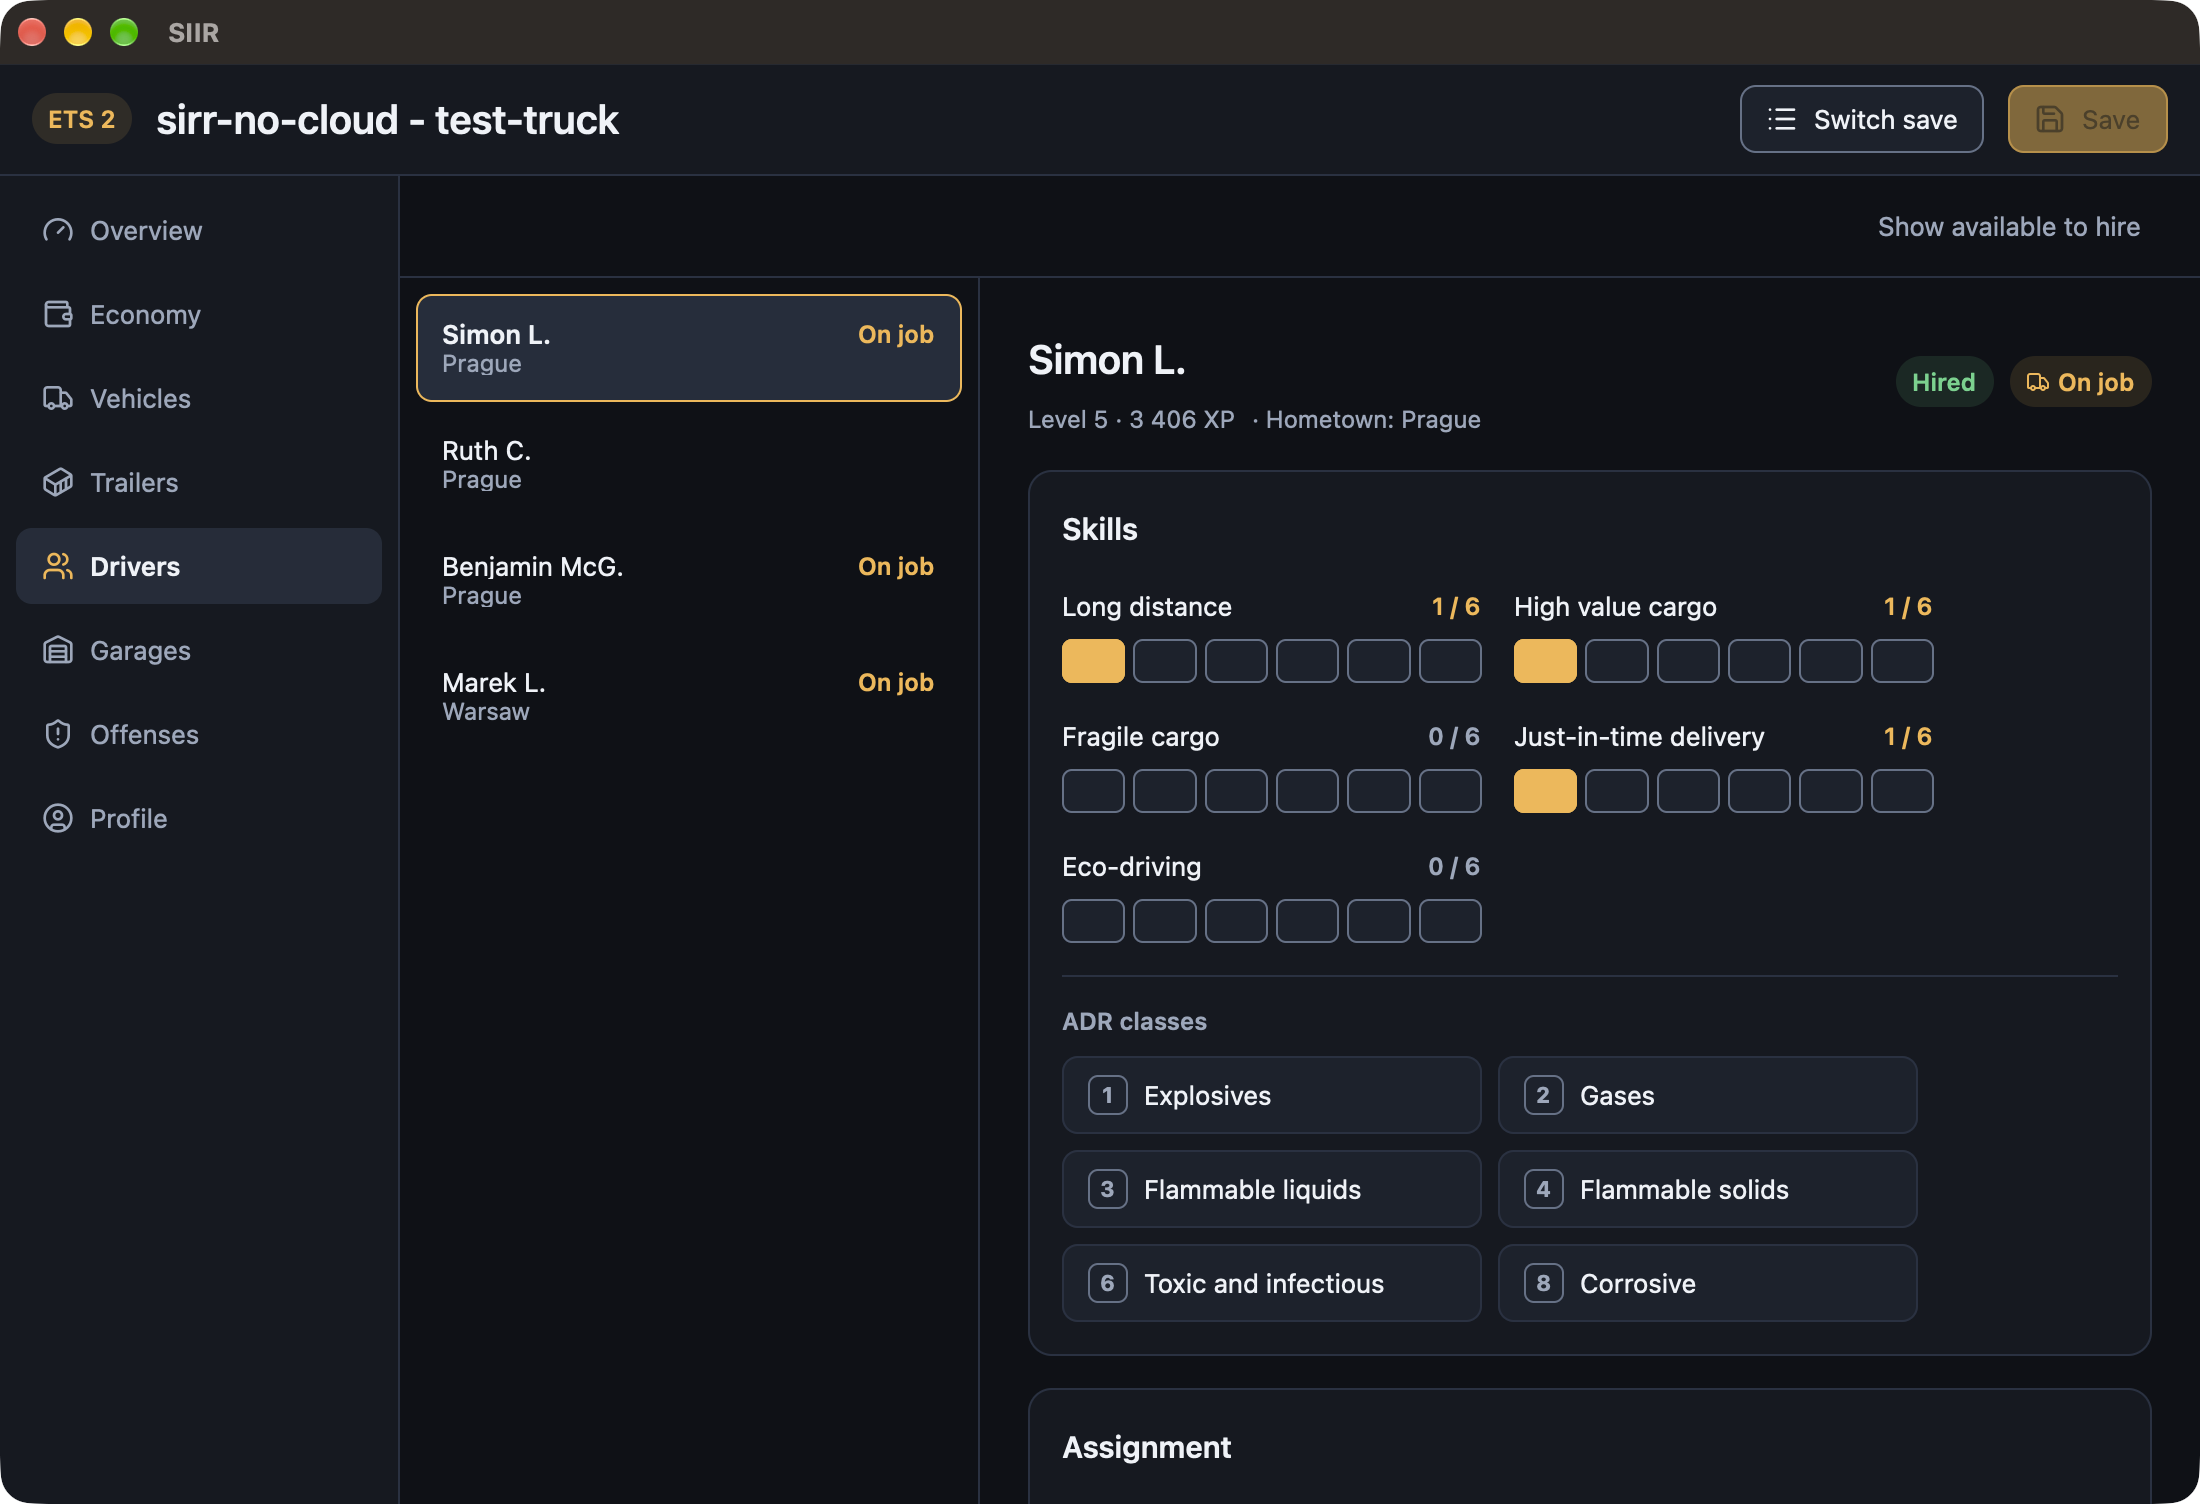 SIIR
ETS 2
sirr-no-cloud - test-truck
Switch save
Save
Overview
Economy
Vehicles
Trailers
Drivers
Garages
Offenses
Profile
Show available to hire
Simon L.
On job
Prague
Ruth C.
Prague
Benjamin McG.
On job
Prague
Marek L.
On job
Warsaw
Simon L.
Level 5 · 3 406 XP · Hometown: Prague
Hired
On job
Skills
Long distance
1 / 6
High value cargo
1 / 6
Fragile cargo
0 / 6
Just-in-time delivery
1 / 6
Eco-driving
0 / 6
ADR classes
1 Explosives
2 Gases
3 Flammable liquids
4 Flammable solids
6 Toxic and infectious
8 Corrosive
Assignment